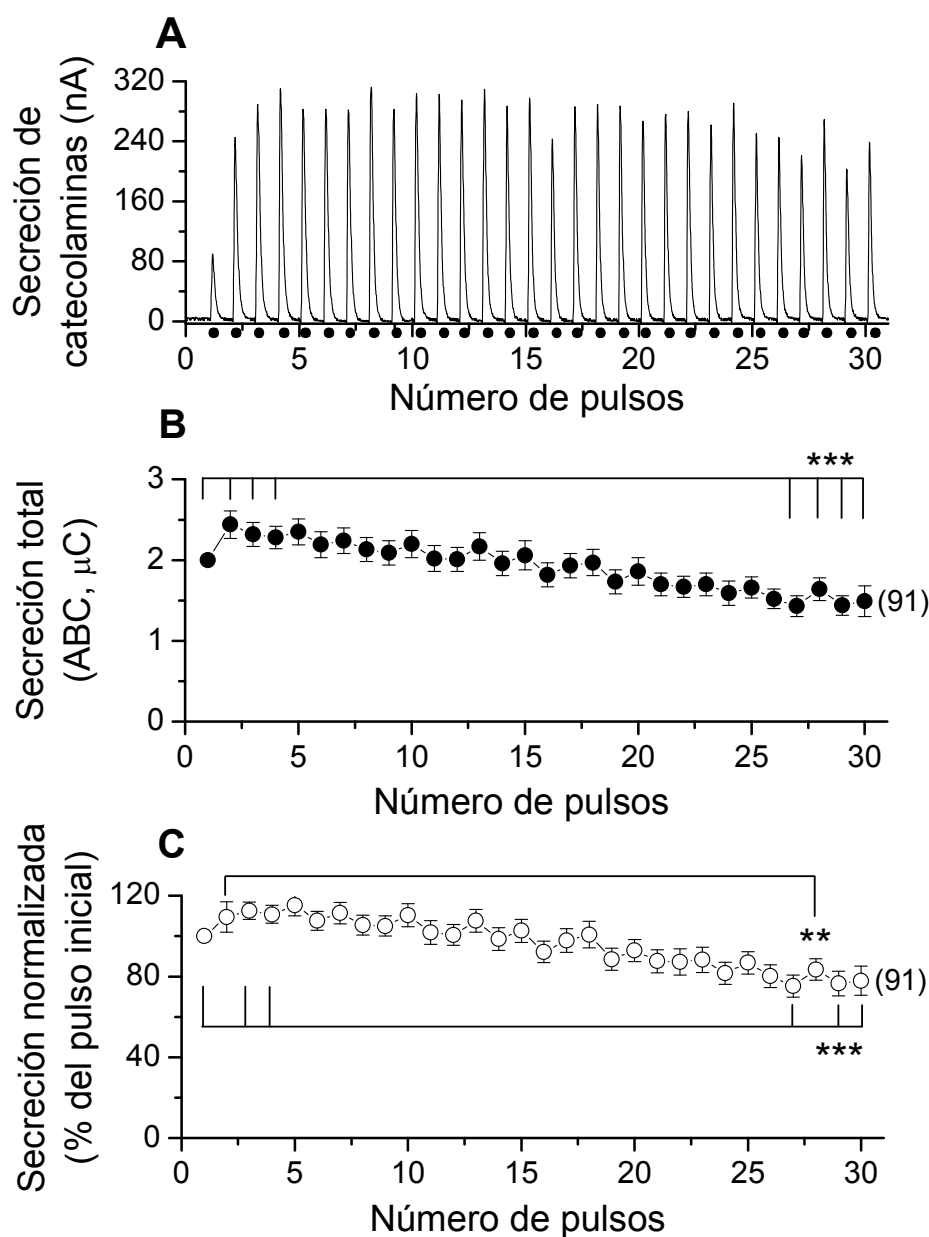 A
Secreción de
catecolaminas (nA)
320
240
160
80
0
0 5 10 15 20 25 30
Número de pulsos
B
Secreción total
(ABC, μC)
3
2
1
0
***
(91)
0 5 10 15 20 25 30
Número de pulsos
C
Secreción normalizada
(% del pulso inicial)
120
80
40
0
**
(91)
***
0 5 10 15 20 25 30
Número de pulsos